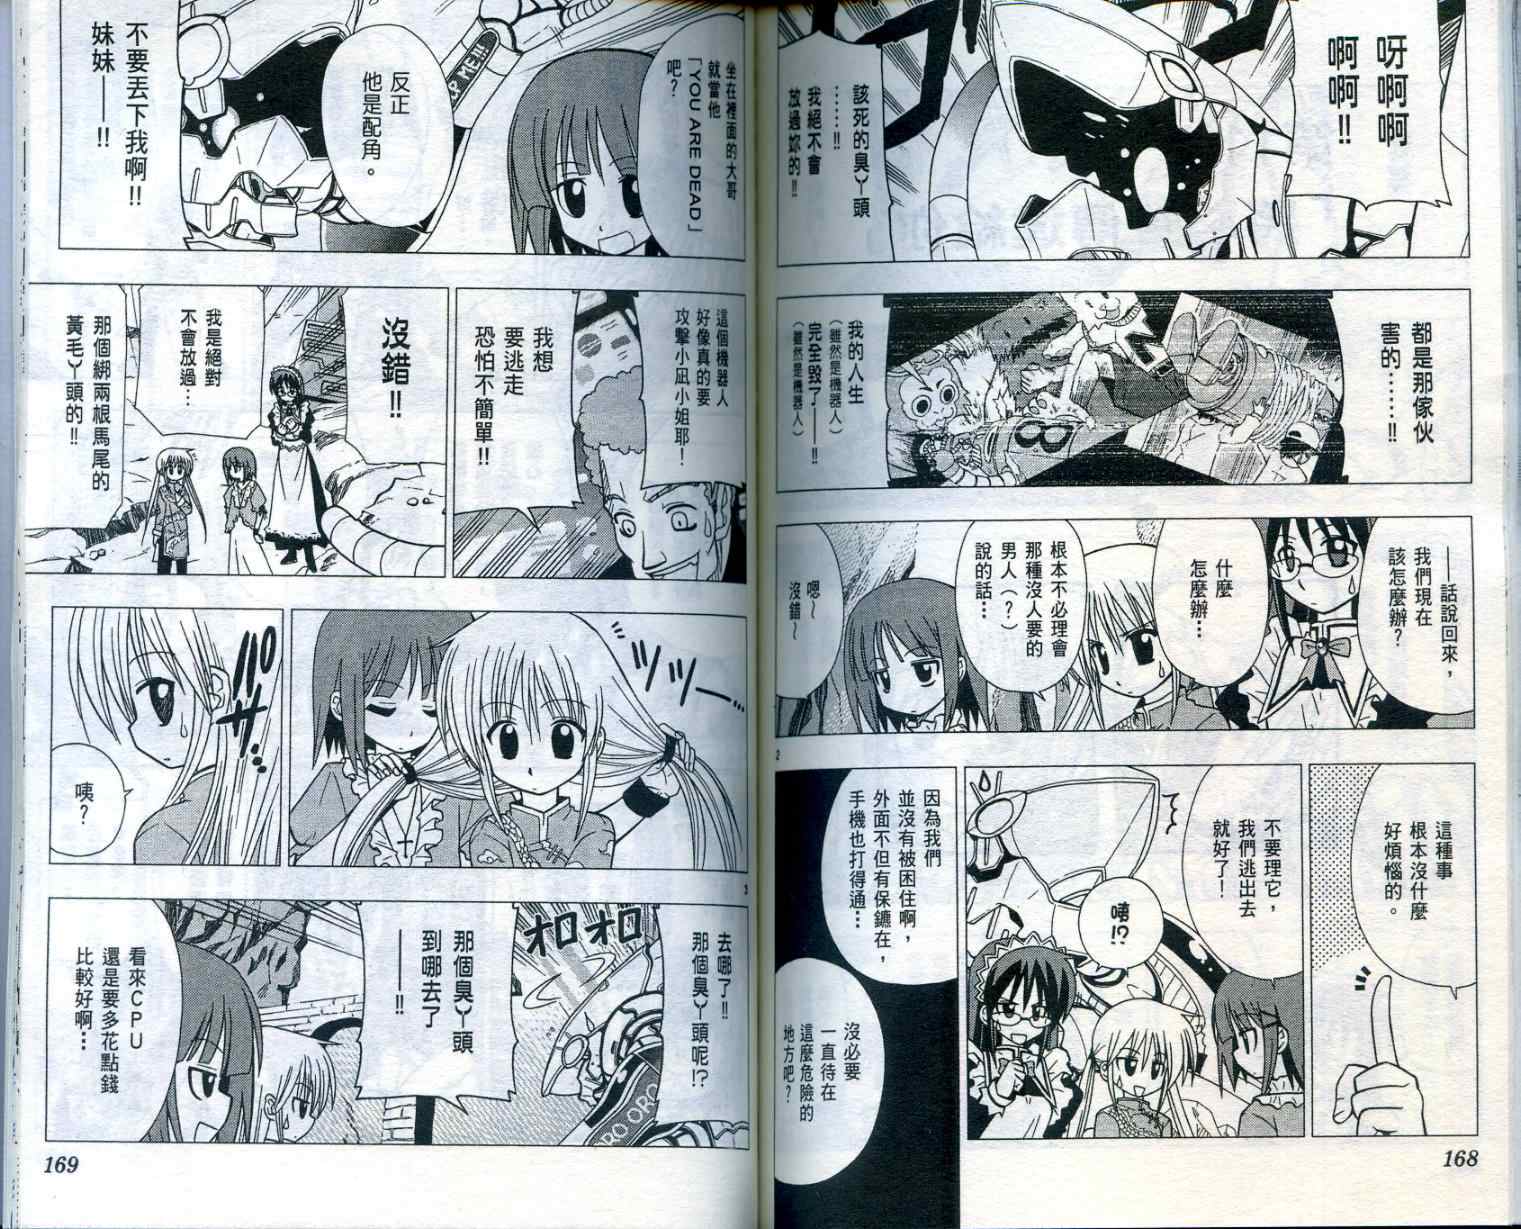 呀啊啊
啊啊!!
該死的臭丫頭
……!!
我絕不會
放過妳的!!
都是那傢伙
害的……!!
我的人生
(雖然是機器人)
完全毀了——!!
(雖然是機器人)
——話說回來，
我們現在
該怎麼辦?
什麼
怎麼辦…
根本不必理會
那種沒人要的
男人(?)
說的話…
嗯~
沒錯~
這種事
根本沒什麼
好煩惱的。
不要理它，
我們逃出去
就好了!
咦!?
因為我們
並沒有被困住啊，
外面不但有保鑣在，
手機也打得通…
沒必要
一直待在
這麼危險的
地方吧?
168
坐在裡面的大哥
就當他
「YOU ARE DEAD」
吧?
反正
他是配角。
P ME!!!
不要丟下我啊!!
妹妹——!!
這個機器人
好像真的要
攻擊小凪小姐耶!
我想
要逃走
恐怕不簡單!!
8
沒錯!!
我是絕對
不會放過…
那個綁兩根馬尾的
黃毛丫頭的!!
ツツー…
パサ…
咦?
去哪了!!
那個臭丫頭呢!?
オロオロ
ORO ORO
那個臭丫頭
到哪去了
——!!
看來CPU
還是要多花點錢
比較好啊…
169